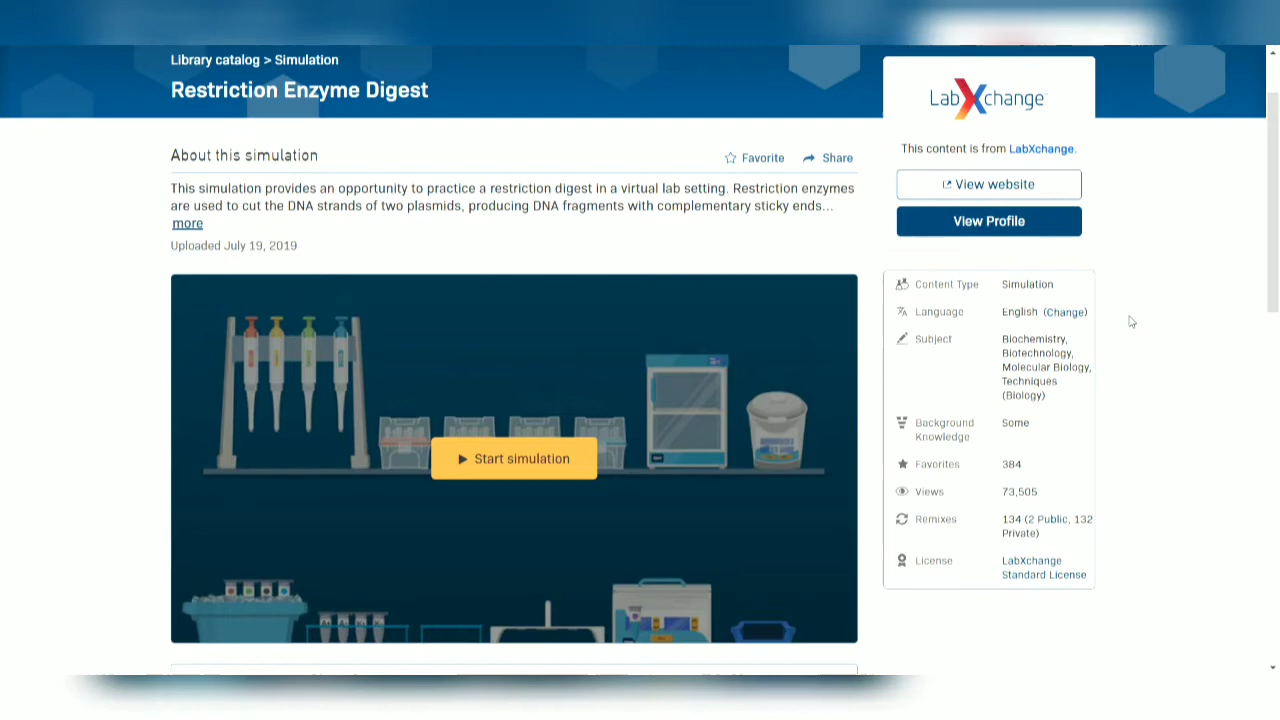 Library catalog > Simulation
Restriction Enzyme Digest
LabXchange
About this simulation
Favorite
Share
This simulation provides an opportunity to practice a restriction digest in a virtual lab setting. Restriction enzymes
are used to cut the DNA strands of two plasmids, producing DNA fragments with complementary sticky ends...
more
Uploaded July 19, 2019
Start simulation
This content is from LabXchange.
View website
View Profile
Content Type Simulation
Language English (Change)
Subject Biochemistry,
Biotechnology,
Molecular Biology,
Techniques
(Biology)
Background Some
Knowledge
Favorites 384
Views 73,505
Remixes 134 (2 Public, 132
Private)
License LabXchange
Standard License